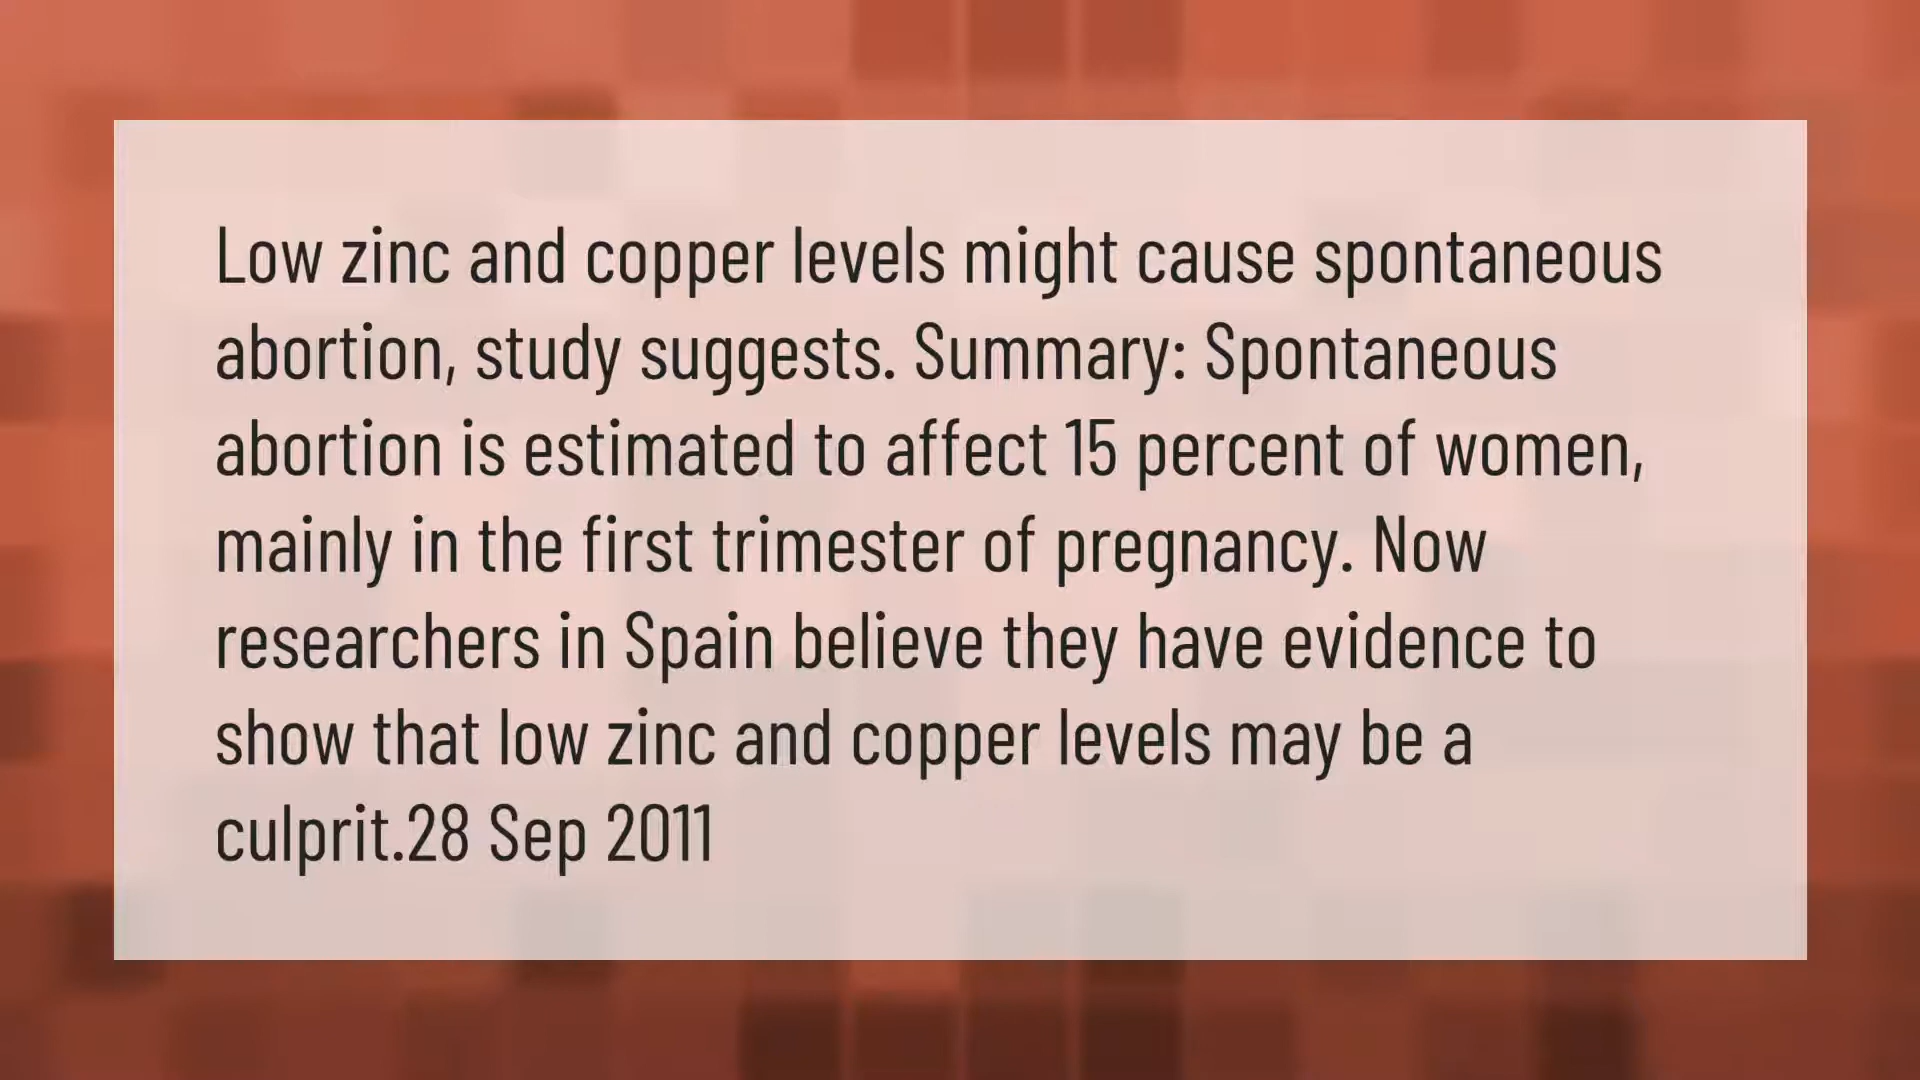 Low zinc and copper levels might cause spontaneous
abortion, study suggests. Summary: Spontaneous
abortion is estimated to affect 15 percent of women,
mainly in the first trimester of pregnancy. Now
researchers in Spain believe they have evidence to
show that low zinc and copper levels may be a
culprit.28 Sep 2011